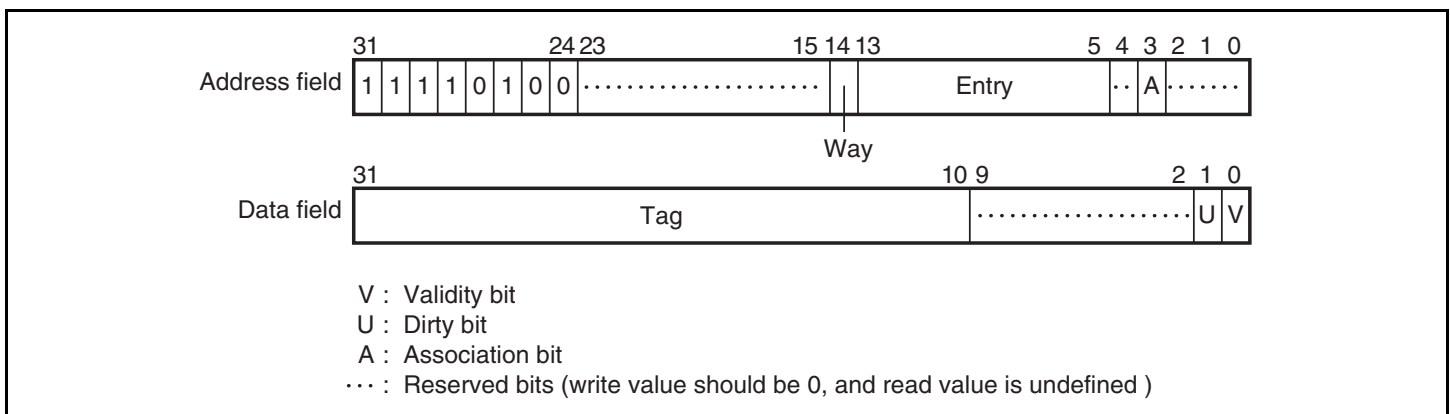 31 24 23 15 14 13 5 4 3 2 1 0
Address field 1 1 1 1 0 1 0 0 ...................... Entry .. A .......
Way
31 10 9 2 1 0
Data field Tag .................... U V
V : Validity bit
U : Dirty bit
A : Association bit
··· : Reserved bits (write value should be 0, and read value is undefined )